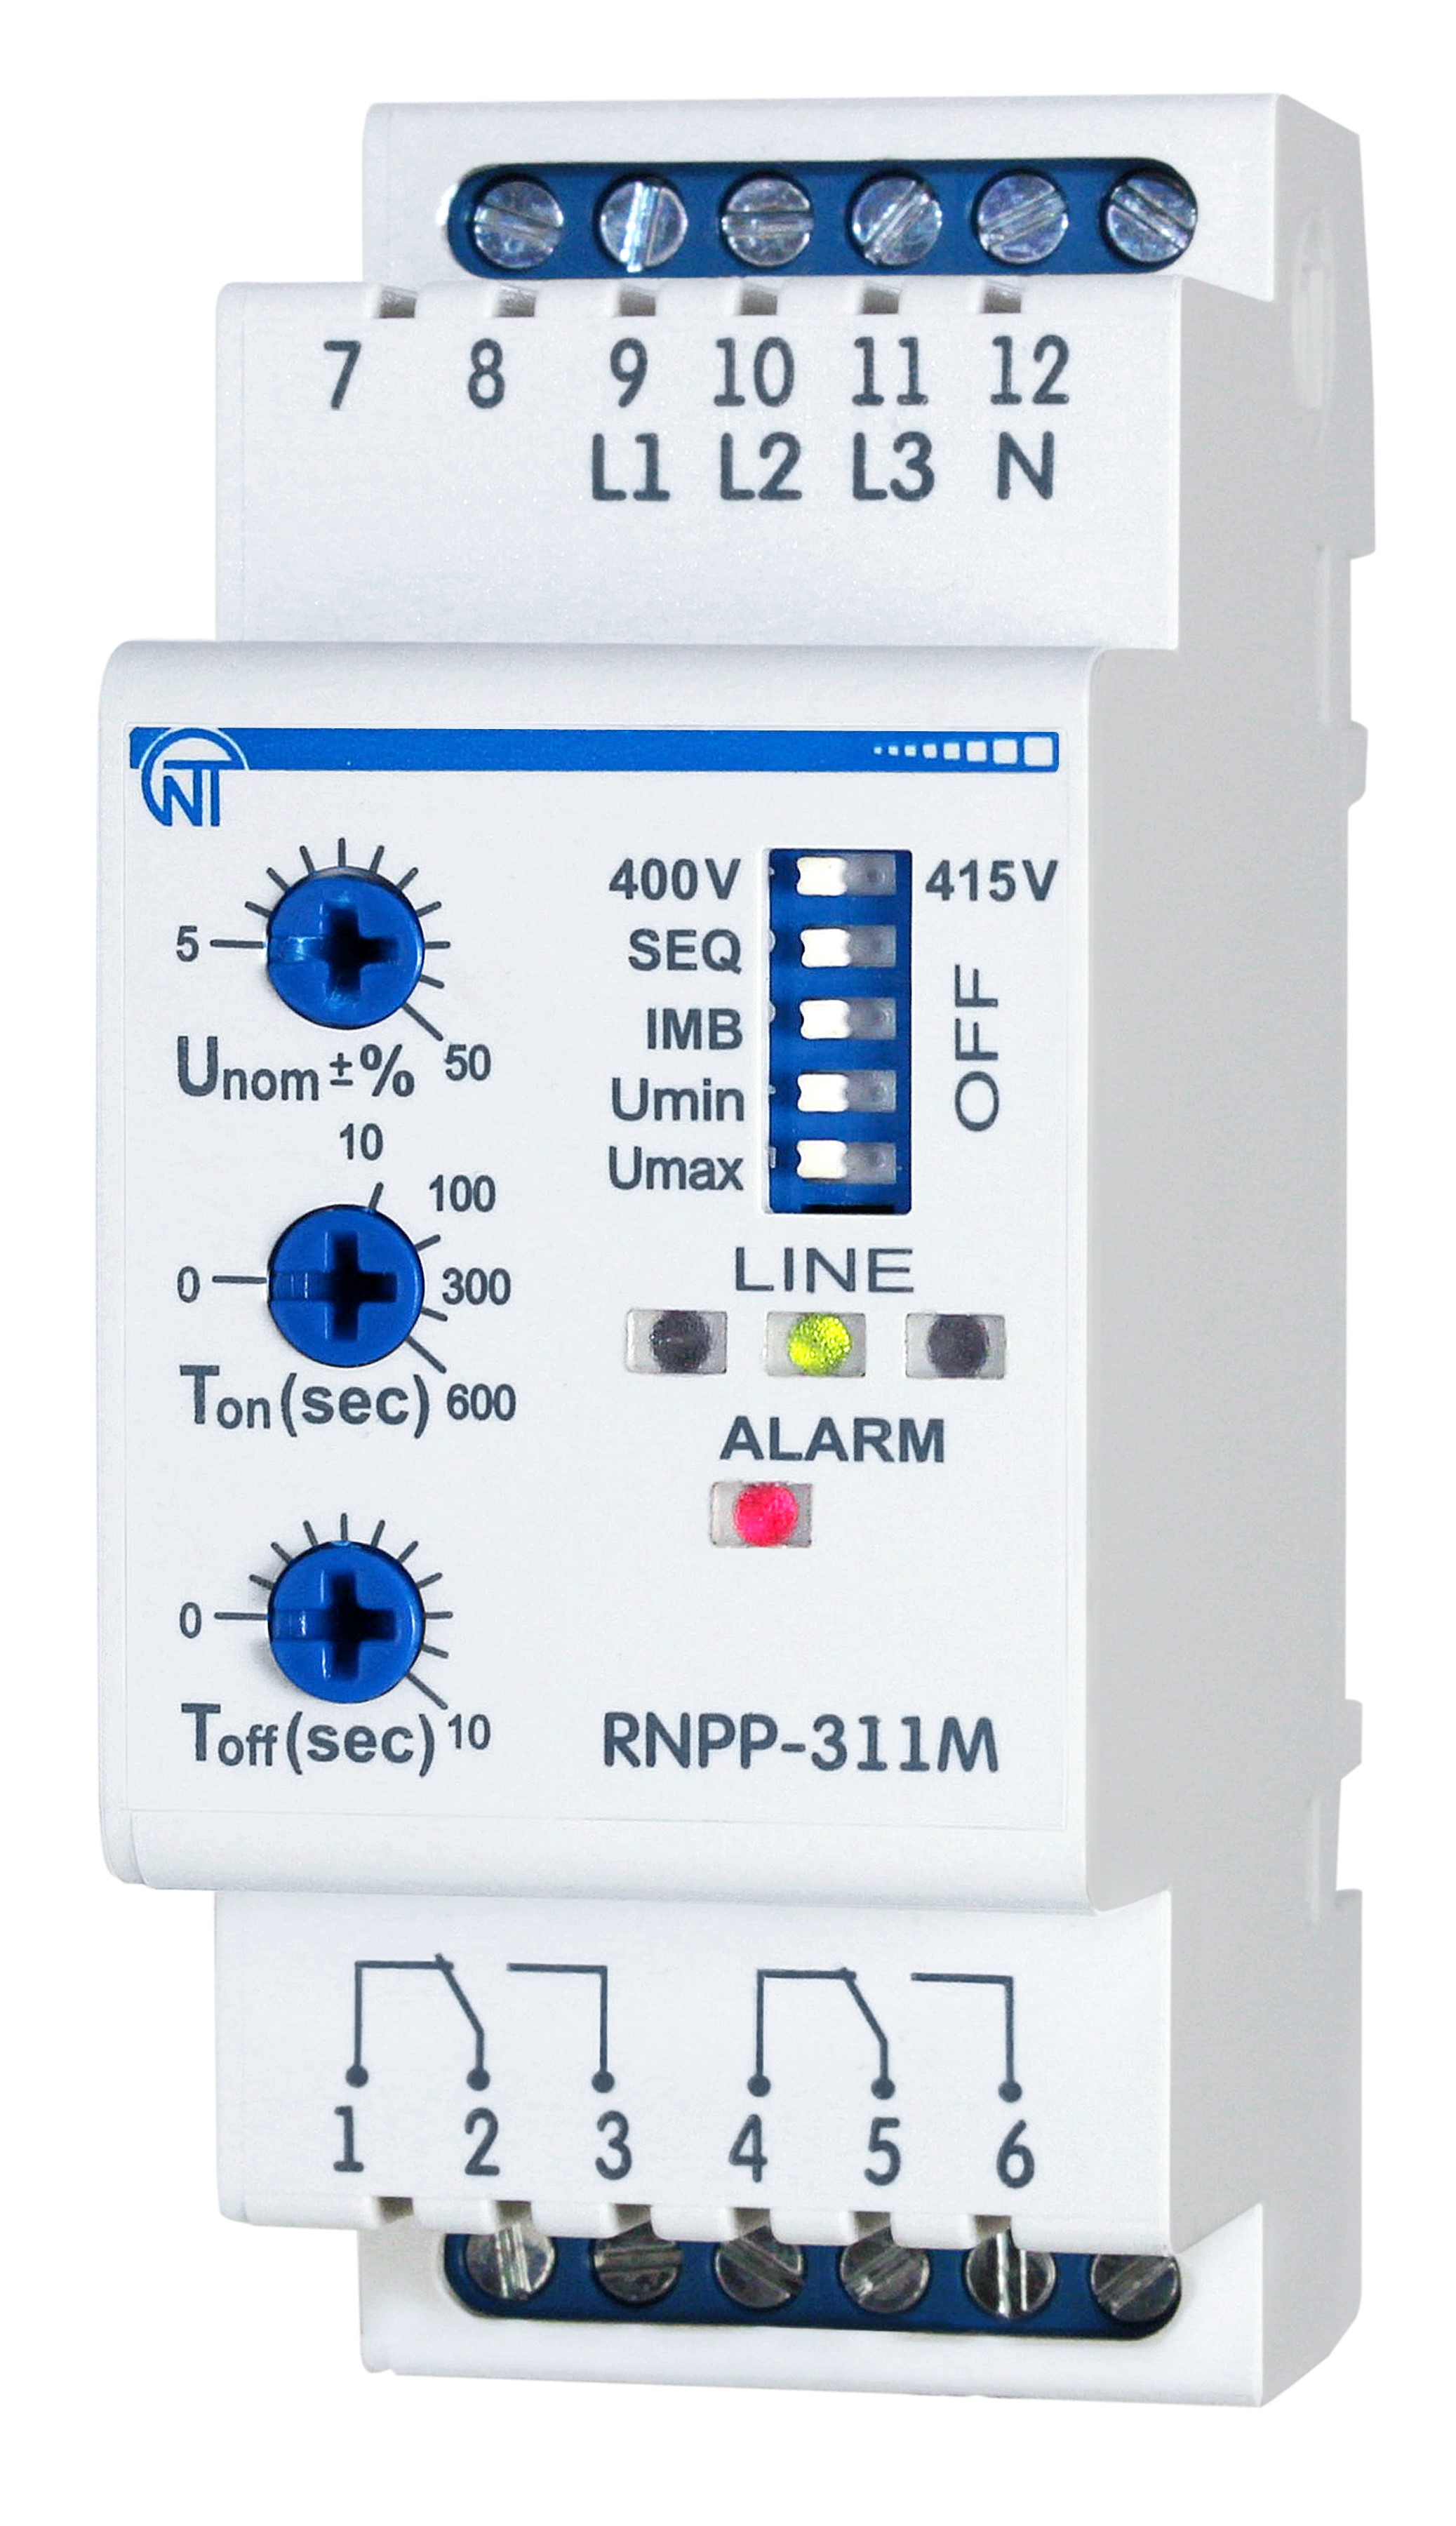 7 8 9 10 11 12
L1 L2 L3 N
NT
5
50
Unom ±%
10
100
0
300
600
Ton (sec)
0
10
Toff (sec)
400V 415V
SEQ
IMB
Umin
Umax
OFF
LINE
ALARM
RNPP-311M
1 2 3 4 5 6